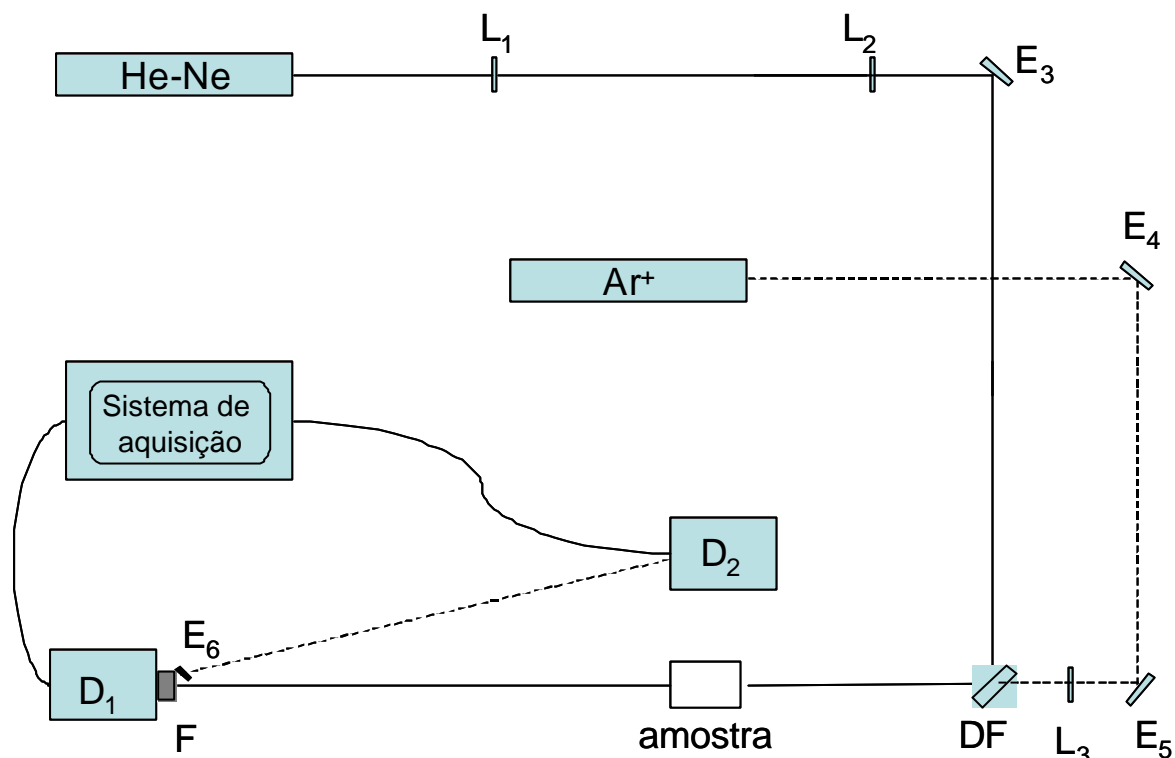 L₁
L₂
E₃
He-Ne
E₄
Ar⁺
Sistema de
aquisição
D₂
E₆
D₁
F
amostra
DF
L₃
E₅